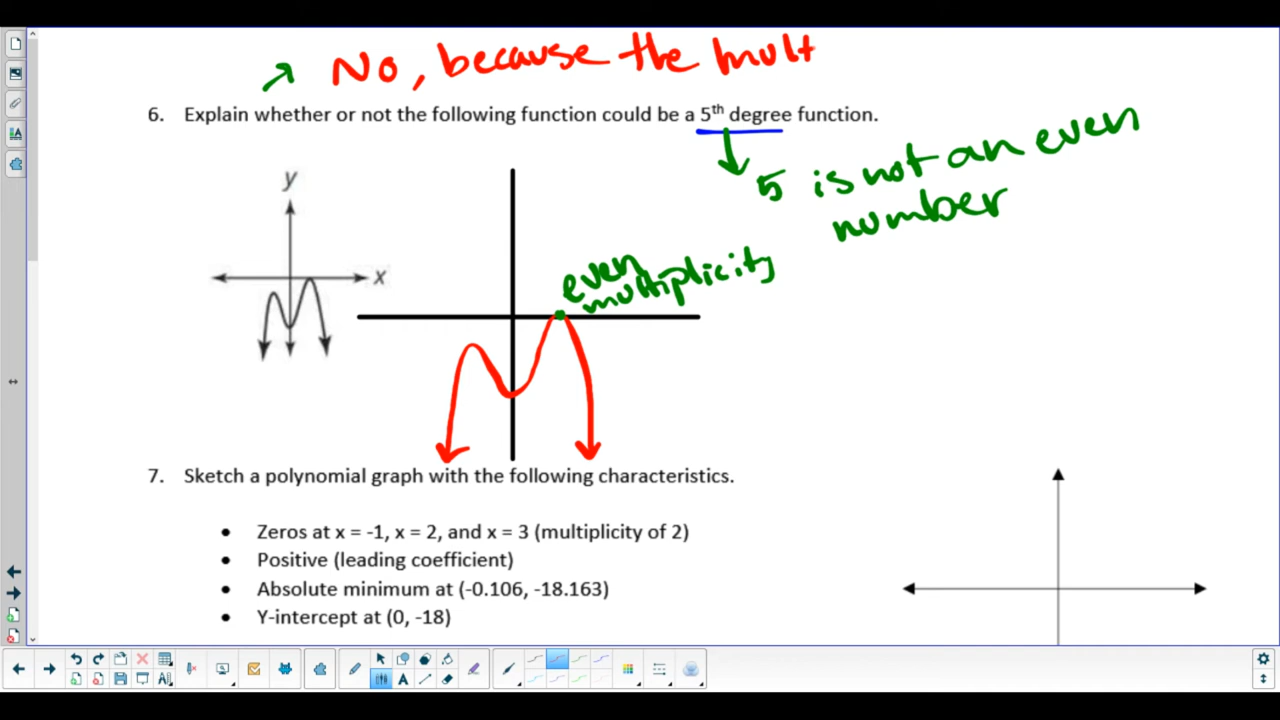 No, because the mult
6. Explain whether or not the following function could be a 5th degree function.
5 is not an even
number
y
x
even
multiplicity
7. Sketch a polynomial graph with the following characteristics.
• Zeros at x = -1, x = 2, and x = 3 (multiplicity of 2)
• Positive (leading coefficient)
• Absolute minimum at (-0.106, -18.163)
• Y-intercept at (0, -18)